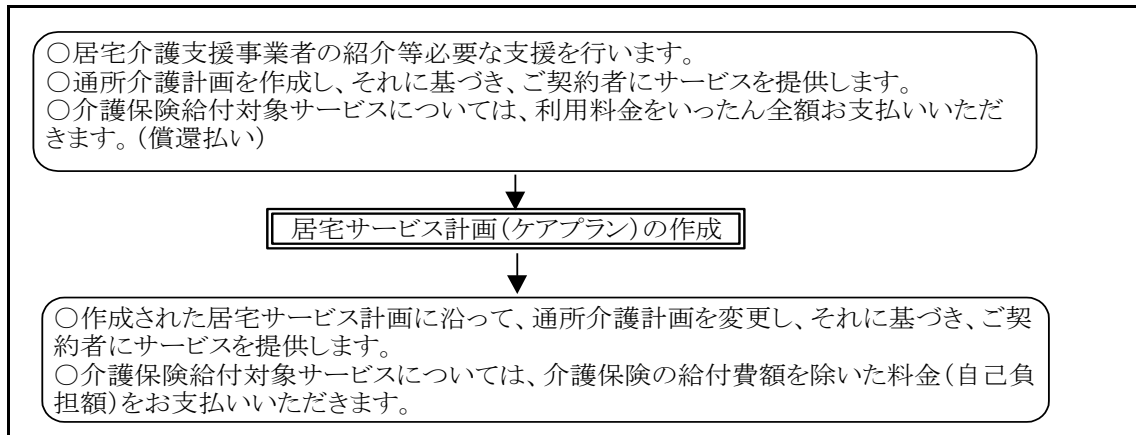 ○居宅介護支援事業者の紹介等必要な支援を行います。
○通所介護計画を作成し、それに基づき、ご契約者にサービスを提供します。
○介護保険給付対象サービスについては、利用料金をいったん全額お支払いいただ
きます。(償還払い)
居宅サービス計画(ケアプラン)の作成
○作成された居宅サービス計画に沿って、通所介護計画を変更し、それに基づき、ご契
約者にサービスを提供します。
○介護保険給付対象サービスについては、介護保険の給付費額を除いた料金(自己負
担額)をお支払いいただきます。